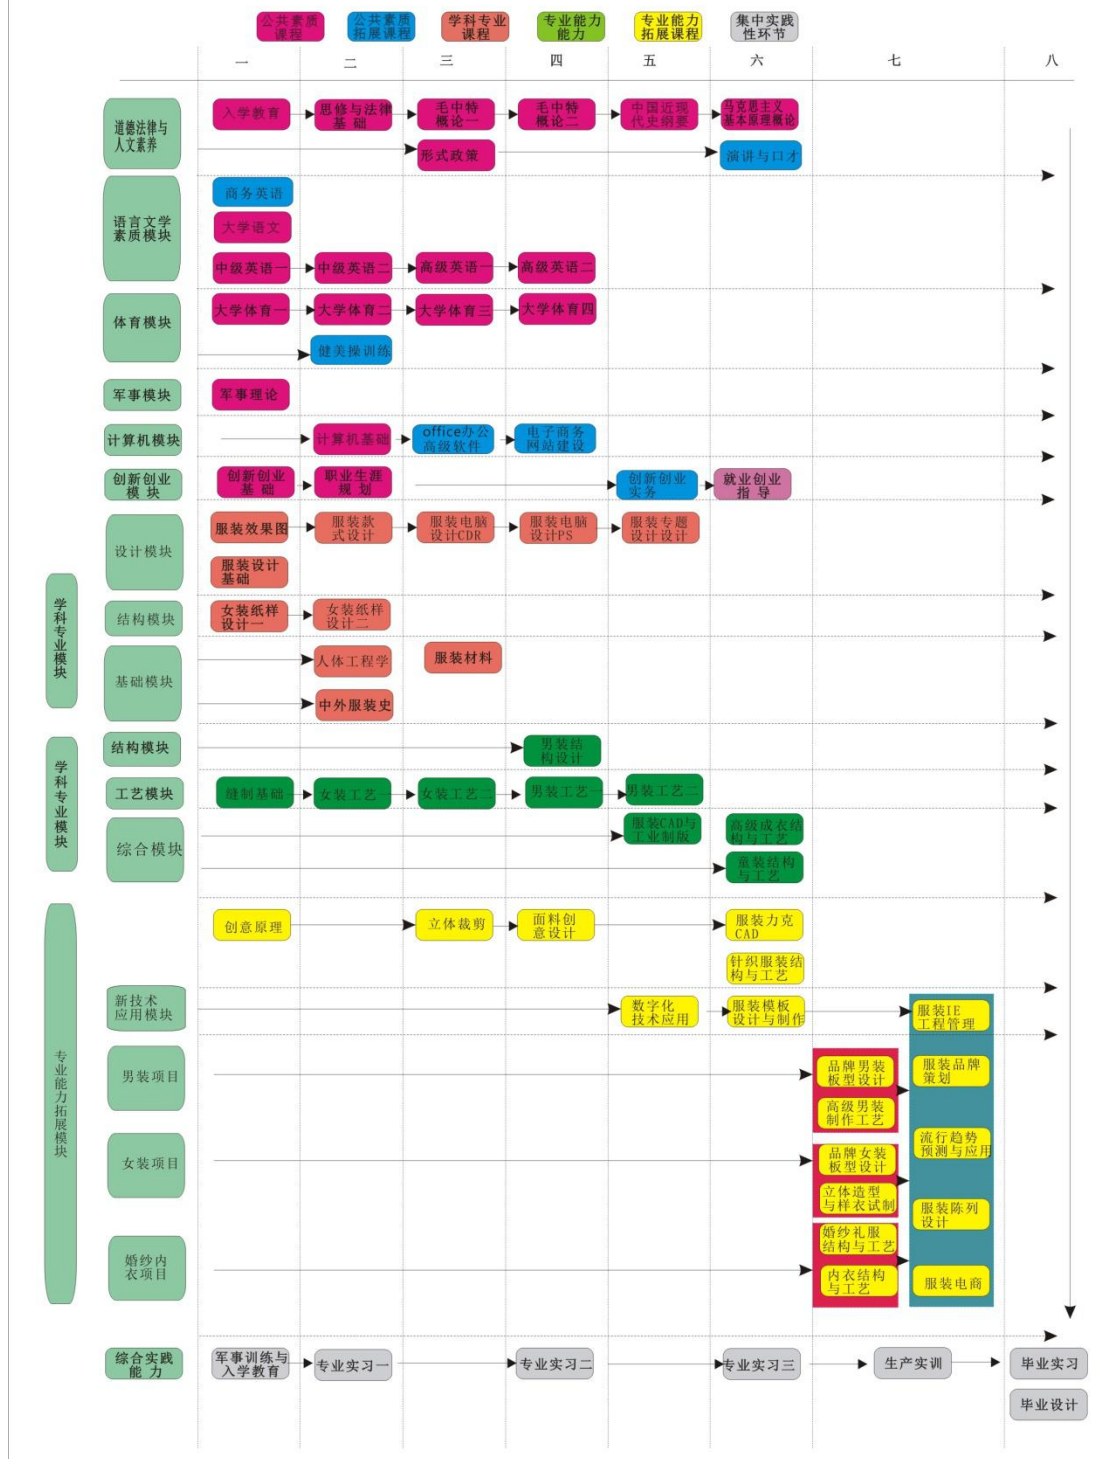 公共素质
课程
公共素质
拓展课程
学科专业
课程
专业能力
能力
专业能力
拓展课程
集中实践
性环节
一
二
三
四
五
六
七
八
道德法律与
人文素养
入学教育
思修与法律
基 础
毛中特
概论一
毛中特
概论二
中国近现
代史纲要
马克思主义
基本原理概论
形式政策
演讲与口才
语言文学
素质模块
商务英语
大学语文
中级英语一
中级英语二
高级英语一
高级英语二
体育模块
大学体育一
大学体育二
大学体育三
大学体育四
健美操训练
军事模块
军事理论
计算机模块
计算机基础
office办公
高级软件
电子商务
网站建设
创新创业
模 块
创新创业
基 础
职业生涯
规 划
创新创业
实务
就业创业
指 导
学科专业模块
设计模块
服装效果图
服装款
式设计
服装电脑
设计CDR
服装电脑
设计PS
服装专题
设计设计
服装设计
基础
结构模块
女装纸样
设计一
女装纸样
设计二
基础模块
人体工程学
服装材料
中外服装史
学科专业模块
结构模块
男装结
构设计
工艺模块
缝制基础
女装工艺一
女装工艺二
男装工艺一
男装工艺二
综合模块
服装CAD与
工业制版
高级成衣结
构与工艺
童装结构
与工艺
专业能力拓展模块
创意原理
立体裁剪
面料创
意设计
服装力克
CAD
针织服装结
构与工艺
新技术
应用模块
数字化
技术应用
服装模板
设计与制作
服装IE
工程管理
男装项目
品牌男装
板型设计
高级男装
制作工艺
服装品牌
策划
女装项目
品牌女装
板型设计
立体造型
与样衣试制
流行趋势
预测与应用
服装陈列
设计
婚纱内
衣项目
婚纱礼服
结构与工艺
内衣结构
与工艺
服装电商
综合实践
能 力
军事训练与
入学教育
专业实习一
专业实习二
专业实习三
生产实训
毕业实习
毕业设计